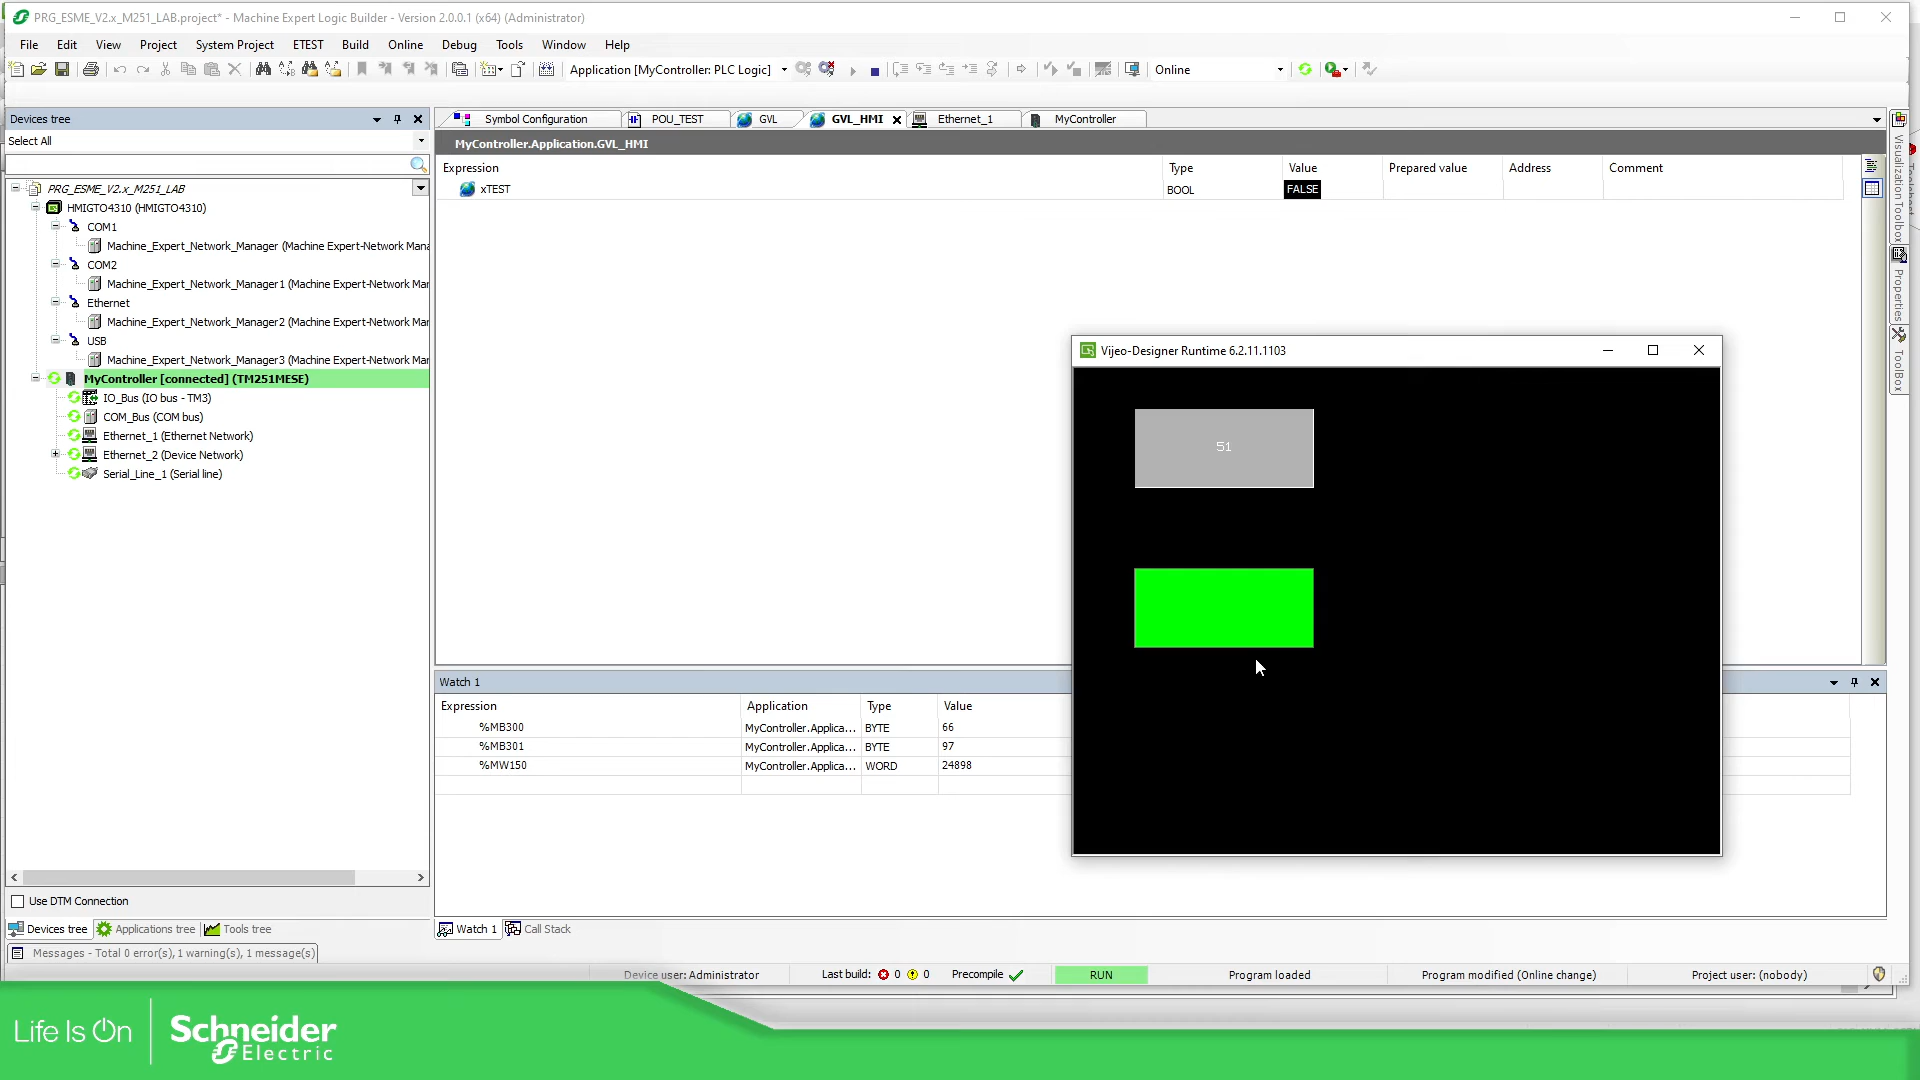 PRG_ESME_V2.x_M251_LAB.project* - Machine Expert Logic Builder - Version 2.0.0.1 (x64) (Administrator)
File Edit View Project System Project ETEST Build Online Debug Tools Window Help
Application [MyController: PLC Logic] Online
Devices tree
Select All
PRG_ESME_V2.x_M251_LAB
HMIGTO4310 (HMIGTO4310)
COM1
Machine_Expert_Network_Manager (Machine Expert-Network Mana
COM2
Machine_Expert_Network_Manager1 (Machine Expert-Network Mar
Ethernet
Machine_Expert_Network_Manager2 (Machine Expert-Network Mar
USB
Machine_Expert_Network_Manager3 (Machine Expert-Network Mar
MyController [connected] (TM251MESE)
IO_Bus (IO bus - TM3)
COM_Bus (COM bus)
Ethernet_1 (Ethernet Network)
Ethernet_2 (Device Network)
Serial_Line_1 (Serial line)
Use DTM Connection
Devices tree Applications tree Tools tree
Messages - Total 0 error(s), 1 warning(s), 1 message(s)
Symbol Configuration POU_TEST GVL GVL_HMI Ethernet_1 MyController
MyController.Application.GVL_HMI
Expression Type Value Prepared value Address Comment
xTEST BOOL FALSE
Vijeo-Designer Runtime 6.2.11.1103
51
Watch 1
Expression Application Type Value
%MB300 MyController.Applica... BYTE 66
%MB301 MyController.Applica... BYTE 97
%MW150 MyController.Applica... WORD 24898
Watch 1 Call Stack
Visualization Toolbox
Properties
ToolBox
Device user: Administrator Last build: 0 0 Precompile RUN Program loaded Program modified (Online change) Project user: (nobody)
Life Is On
Schneider
Electric